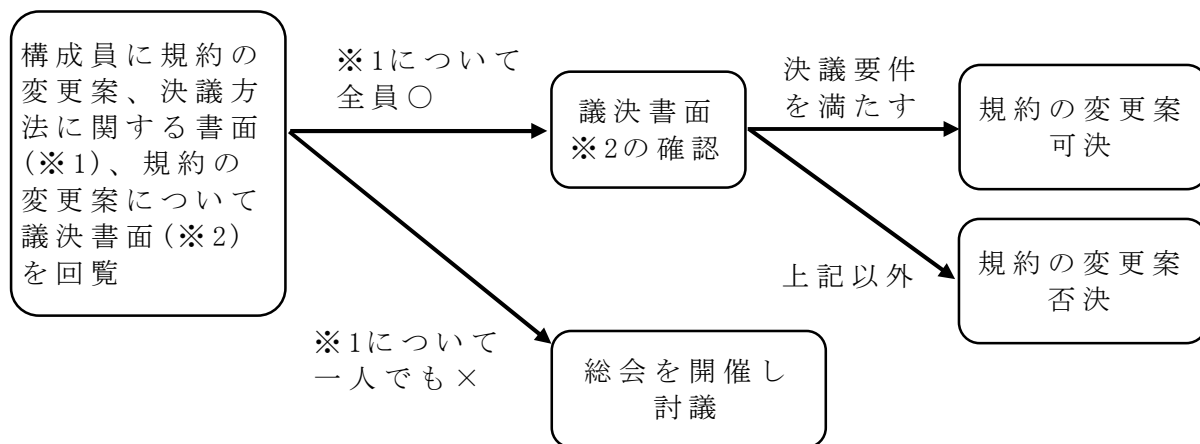 構成員に規約の
変更案、決議方
法に関する書面
(※1)、規約の
変更案について
議決書面(※2)
を回覧
※1について
全員○
議決書面
※2の確認
決議要件
を満たす
規約の変更案
可決
上記以外
規約の変更案
否決
※1について
一人でも×
総会を開催し
討議